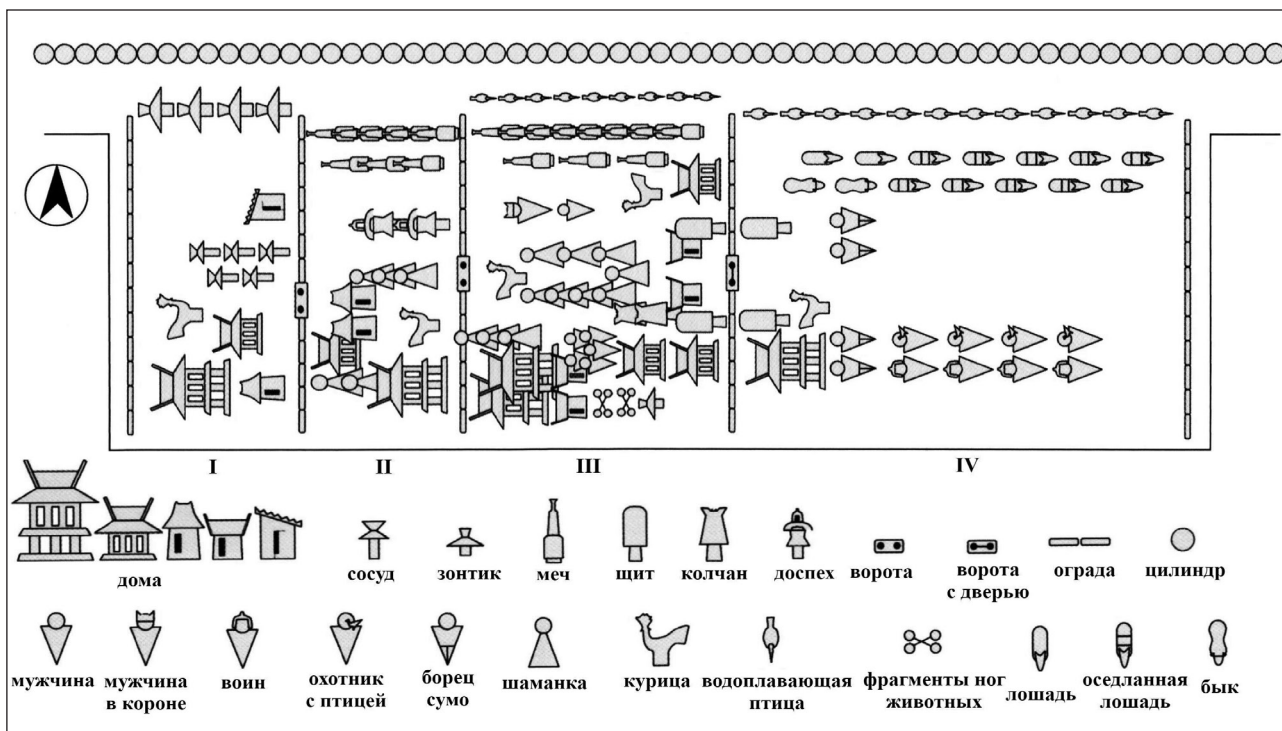 I II III IV
дома
сосуд зонтик меч щит колчан доспех ворота ворота ограда цилиндр
с дверью
мужчина мужчина воин охотник борец шаманка курица водоплавающая фрагменты ног лошадь оседланная бык
в короне с птицей сумо птица животных лошадь